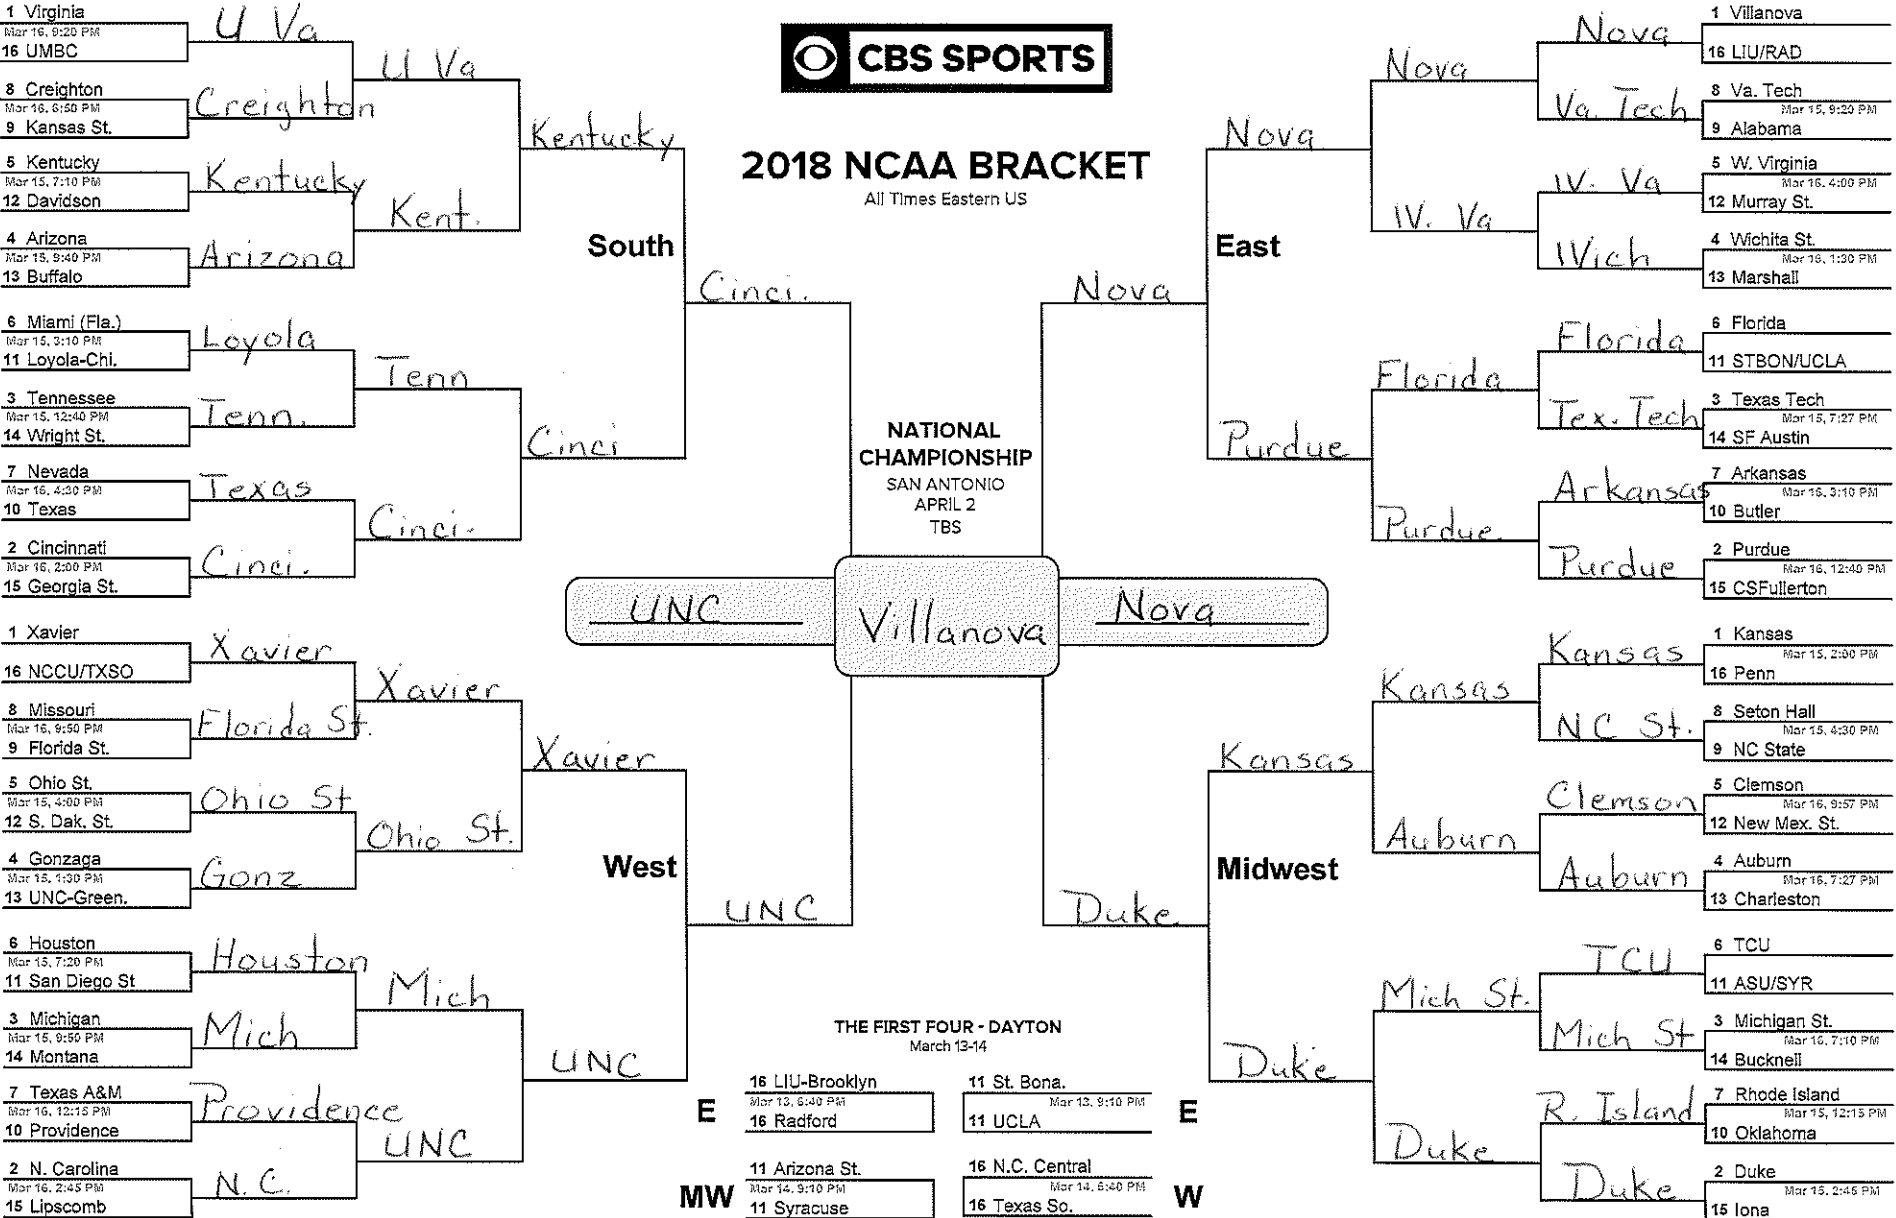 CBS SPORTS
2018 NCAA BRACKET
All Times Eastern US
South
1 Virginia
Mar 16, 9:20 PM
16 UMBC
8 Creighton
Mar 16, 6:50 PM
9 Kansas St.
5 Kentucky
Mar 15, 7:10 PM
12 Davidson
4 Arizona
Mar 15, 9:40 PM
13 Buffalo
6 Miami (Fla.)
Mar 15, 3:10 PM
11 Loyola-Chi.
3 Tennessee
Mar 15, 12:40 PM
14 Wright St.
7 Nevada
Mar 16, 4:30 PM
10 Texas
2 Cincinnati
Mar 16, 2:00 PM
15 Georgia St.
U Va
Creighton
Kentucky
Arizona
Loyola
Tenn.
Texas
Cinci.
U Va
Kent.
Tenn
Cinci.
Kentucky
Cinci
Cinci.
West
1 Xavier
16 NCCU/TXSO
8 Missouri
Mar 16, 9:50 PM
9 Florida St.
5 Ohio St.
Mar 15, 4:00 PM
12 S. Dak. St.
4 Gonzaga
Mar 15, 1:30 PM
13 UNC-Green.
6 Houston
Mar 15, 7:20 PM
11 San Diego St
3 Michigan
Mar 15, 9:50 PM
14 Montana
7 Texas A&M
Mar 16, 12:15 PM
10 Providence
2 N. Carolina
Mar 16, 2:45 PM
15 Lipscomb
Xavier
Florida St.
Ohio St
Gonz
Houston
Mich
Providence
N.C.
Xavier
Ohio St.
Mich
UNC
Xavier
UNC
UNC
NATIONAL
CHAMPIONSHIP
SAN ANTONIO
APRIL 2
TBS
UNC
Villanova
Nova
East
1 Villanova
16 LIU/RAD
8 Va. Tech
Mar 15, 9:20 PM
9 Alabama
5 W. Virginia
Mar 16, 4:00 PM
12 Murray St.
4 Wichita St.
Mar 16, 1:30 PM
13 Marshall
6 Florida
11 STBON/UCLA
3 Texas Tech
Mar 15, 7:27 PM
14 SF Austin
7 Arkansas
Mar 16, 3:10 PM
10 Butler
2 Purdue
Mar 16, 12:40 PM
15 CSFullerton
Nova
Va. Tech
W. Va
Wich
Florida
Tex. Tech
Arkansas
Purdue
Nova
W. Va
Florida
Purdue
Nova
Purdue
Nova
Midwest
1 Kansas
Mar 15, 2:00 PM
16 Penn
8 Seton Hall
Mar 15, 4:30 PM
9 NC State
5 Clemson
Mar 16, 9:57 PM
12 New Mex. St.
4 Auburn
Mar 16, 7:27 PM
13 Charleston
6 TCU
11 ASU/SYR
3 Michigan St.
Mar 16, 7:10 PM
14 Bucknell
7 Rhode Island
Mar 15, 12:15 PM
10 Oklahoma
2 Duke
Mar 15, 2:45 PM
15 Iona
Kansas
NC St.
Clemson
Auburn
TCU
Mich St
R. Island
Duke
Kansas
Auburn
Mich St.
Duke
Kansas
Duke
Duke
THE FIRST FOUR - DAYTON
March 13-14
E
16 LIU-Brooklyn
Mar 13, 6:40 PM
16 Radford
11 St. Bona.
Mar 13, 9:10 PM
11 UCLA
E
MW
11 Arizona St.
Mar 14, 9:10 PM
11 Syracuse
16 N.C. Central
Mar 14, 6:40 PM
16 Texas So.
W